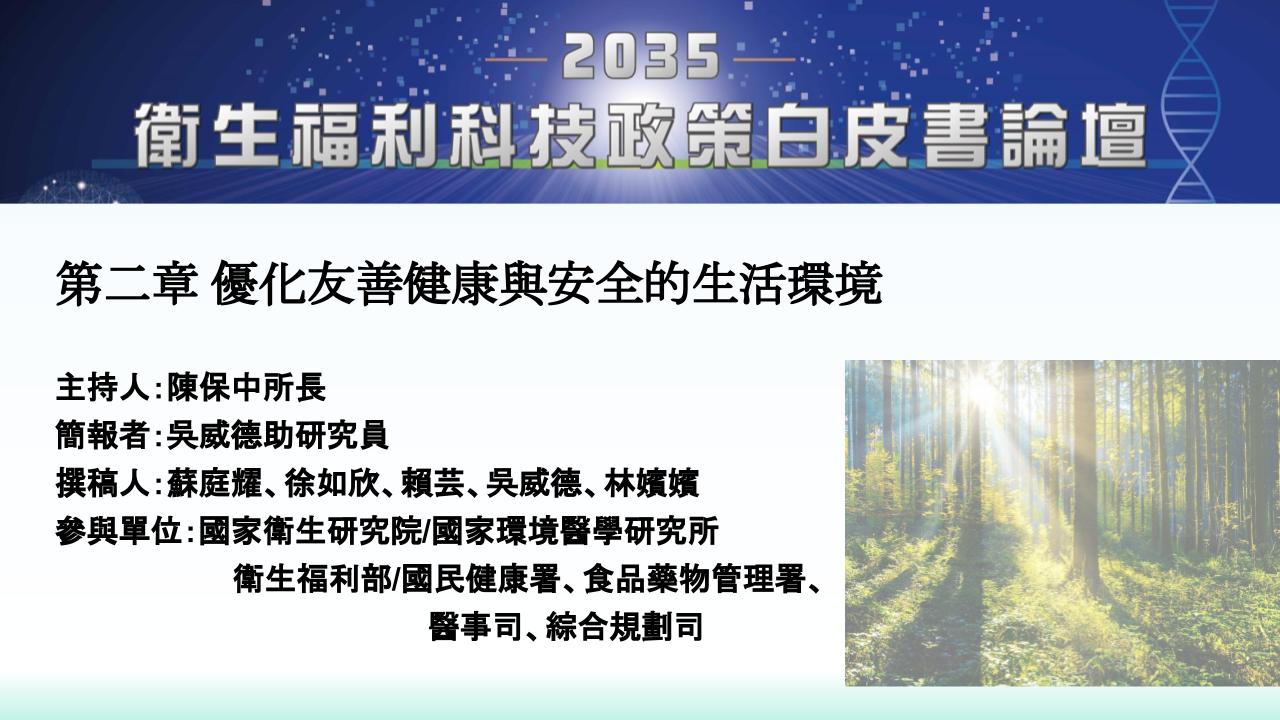 2035
衛生福利科技政策白皮書論壇
第二章 優化友善健康與安全的生活環境
主持人：陳保中所長
簡報者：吳威德助研究員
撰稿人：蘇庭耀、徐如欣、賴芸、吳威德、林嬪嬪
參與單位：國家衛生研究院/國家環境醫學研究所
衛生福利部/國民健康署、食品藥物管理署、
醫事司、綜合規劃司